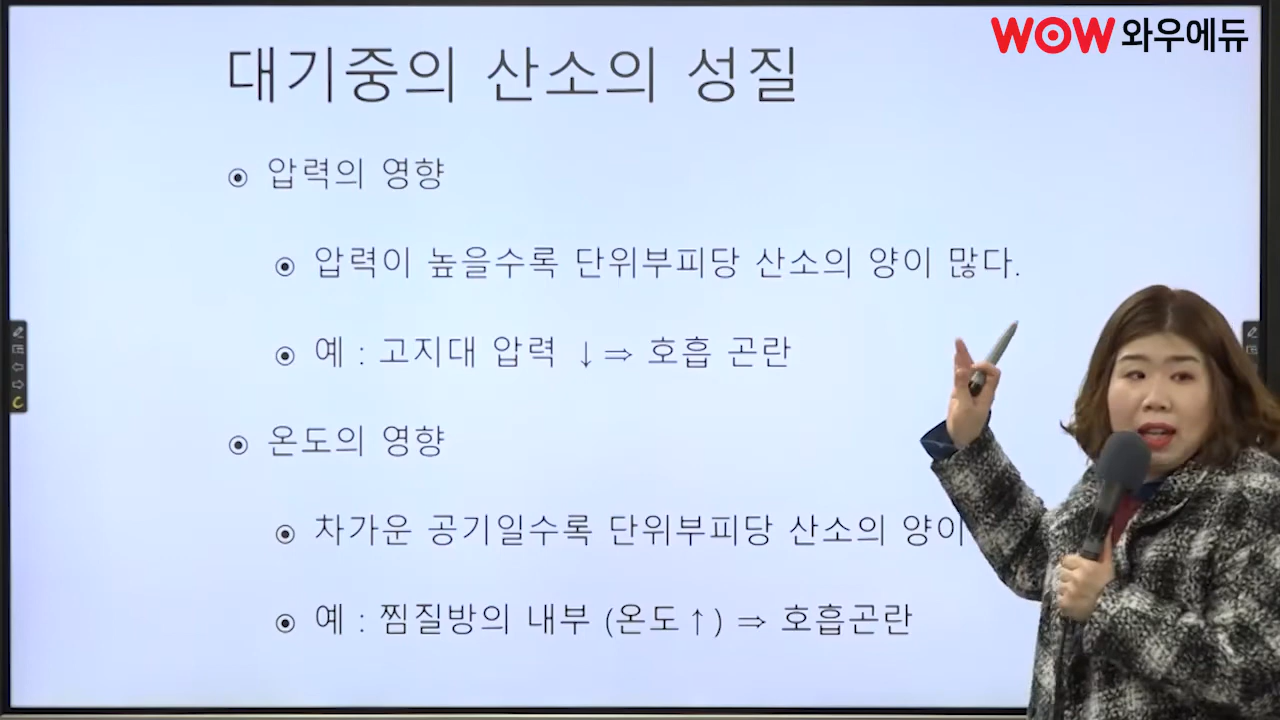 WOW 와우에듀
대기중의 산소의 성질
압력의 영향
압력이 높을수록 단위부피당 산소의 양이 많다.
예 : 고지대 압력 ↓⇒ 호흡 곤란
온도의 영향
차가운 공기일수록 단위부피당 산소의 양이
예 : 찜질방의 내부 (온도↑) ⇒ 호흡곤란